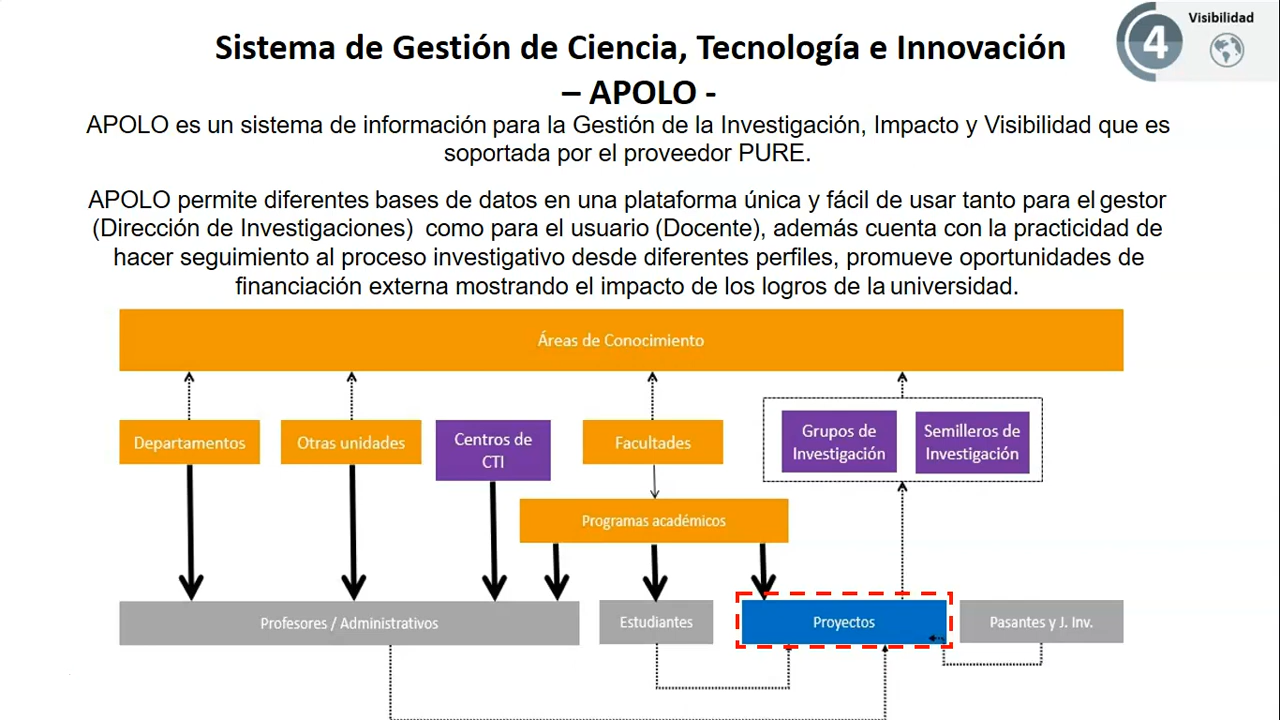 Visibilidad
4
Sistema de Gestión de Ciencia, Tecnología e Innovación
– APOLO -
APOLO es un sistema de información para la Gestión de la Investigación, Impacto y Visibilidad que es
soportada por el proveedor PURE.
APOLO permite diferentes bases de datos en una plataforma única y fácil de usar tanto para el gestor
(Dirección de Investigaciones) como para el usuario (Docente), además cuenta con la practicidad de
hacer seguimiento al proceso investigativo desde diferentes perfiles, promueve oportunidades de
financiación externa mostrando el impacto de los logros de la universidad.
Áreas de Conocimiento
Departamentos
Otras unidades
Centros de
CTI
Facultades
Grupos de
Investigación
Semilleros de
Investigación
Programas académicos
Profesores / Administrativos
Estudiantes
Proyectos
Pasantes y J. Inv.